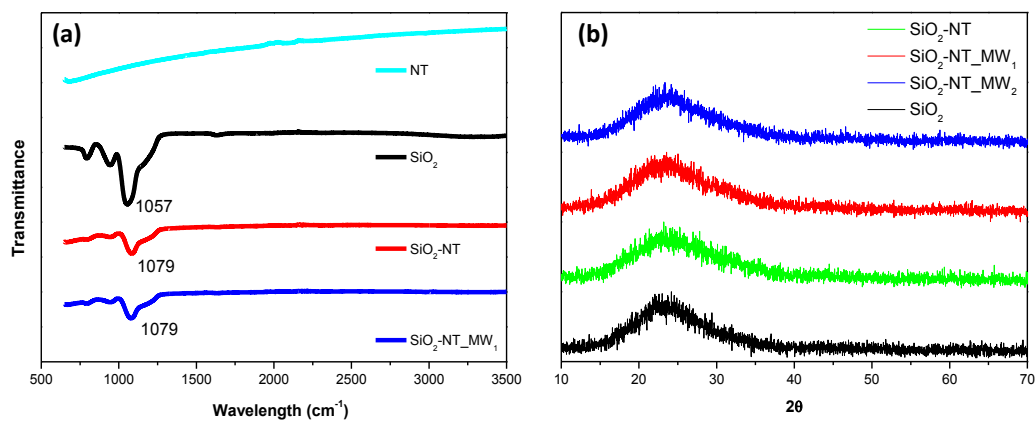 (a)
NT
SiO2
1057
SiO2-NT
1079
1079
SiO2-NT_MW1
Transmittance
500 1000 1500 2000 2500 3000 3500
Wavelength (cm-1)
(b)
SiO2-NT
SiO2-NT_MW1
SiO2-NT_MW2
SiO2
10 20 30 40 50 60 70
2θ